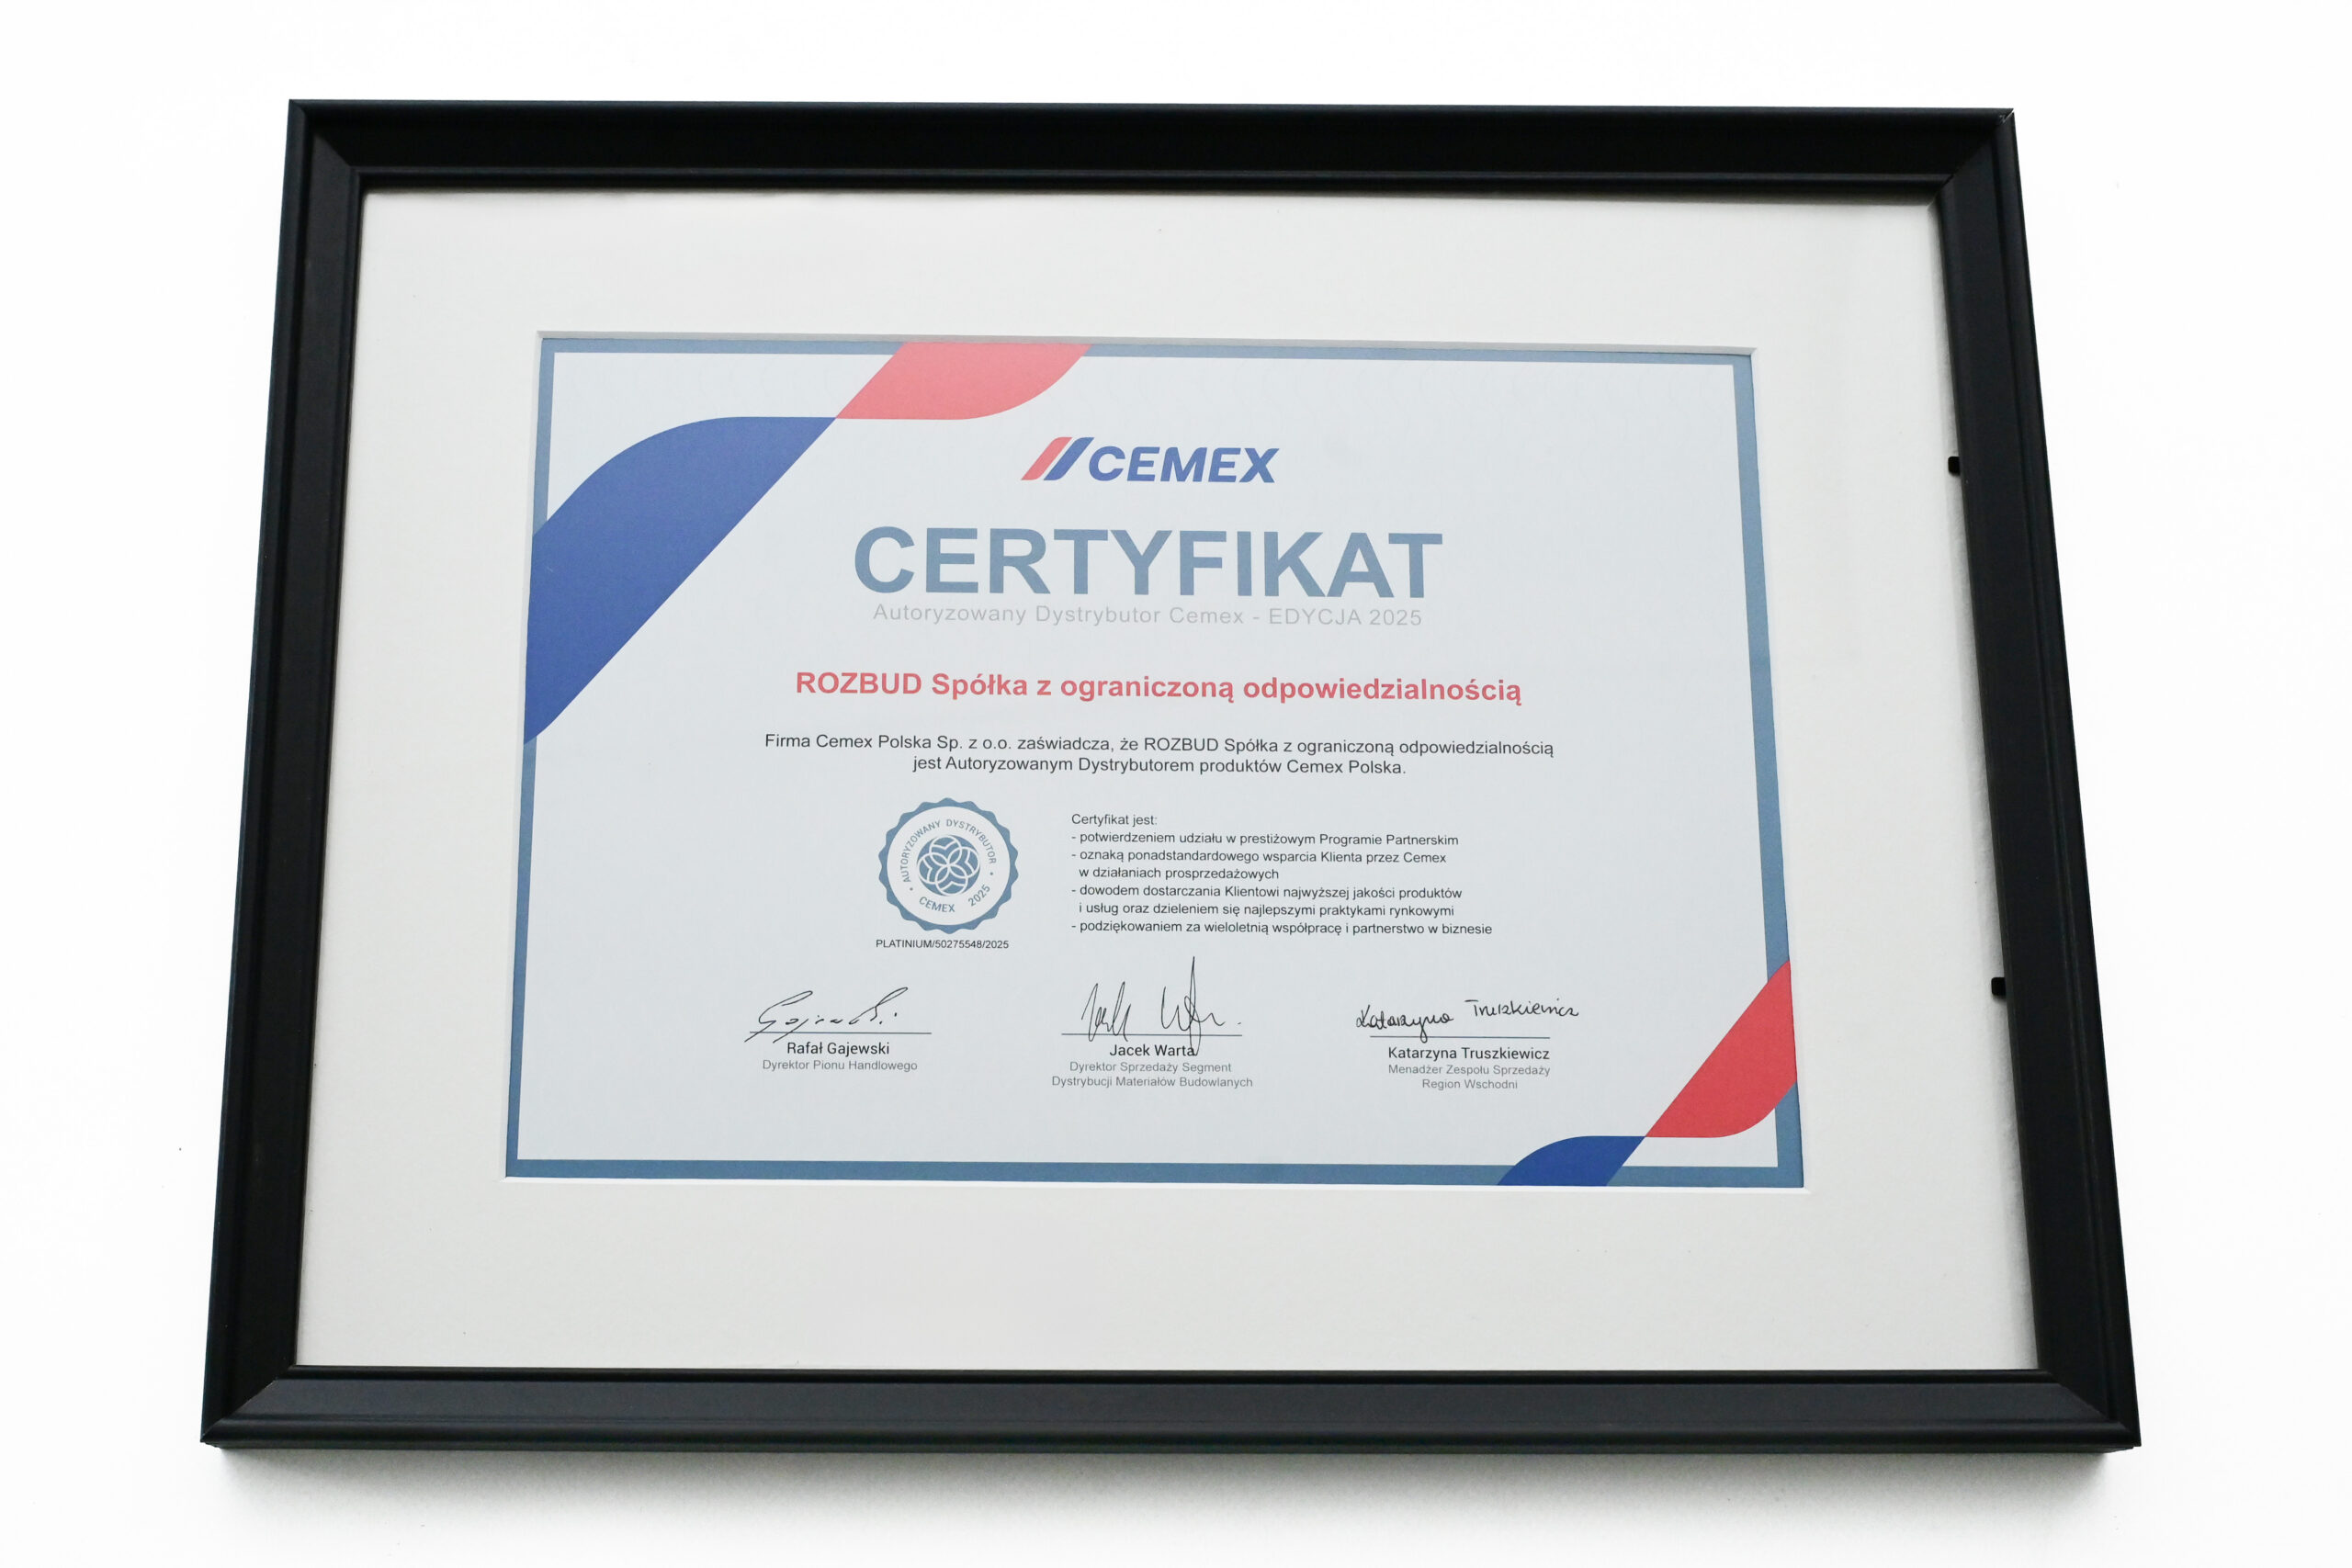 CEMEX
CERTYFIKAT
Autoryzowany Dystrybutor Cemex - EDYCJA 2025
ROZBUD Spółka z ograniczoną odpowiedzialnością
Firma Cemex Polska Sp. z o.o. zaświadcza, że ROZBUD Spółka z ograniczoną odpowiedzialnością
jest Autoryzowanym Dystrybutorem produktów Cemex Polska.
AUTORYZOWANY DYSTRYBUTOR
CEMEX 2025
PLATINIUM/50275548/2025
Certyfikat jest:
- potwierdzeniem udziału w prestiżowym Programie Partnerskim
- oznaką ponadstandardowego wsparcia Klienta przez Cemex
w działaniach prosprzedażowych
- dowodem dostarczania Klientowi najwyższej jakości produktów
i usług oraz dzieleniem się najlepszymi praktykami rynkowymi
- podziękowaniem za wieloletnią współpracę i partnerstwo w biznesie
Gajewski
Rafał Gajewski
Dyrektor Pionu Handlowego
Jacek Warta
Dyrektor Sprzedaży Segment
Dystrybucji Materiałów Budowlanych
Katarzyna Truszkiewicz
Katarzyna Truszkiewicz
Menadżer Zespołu Sprzedaży
Region Wschodni